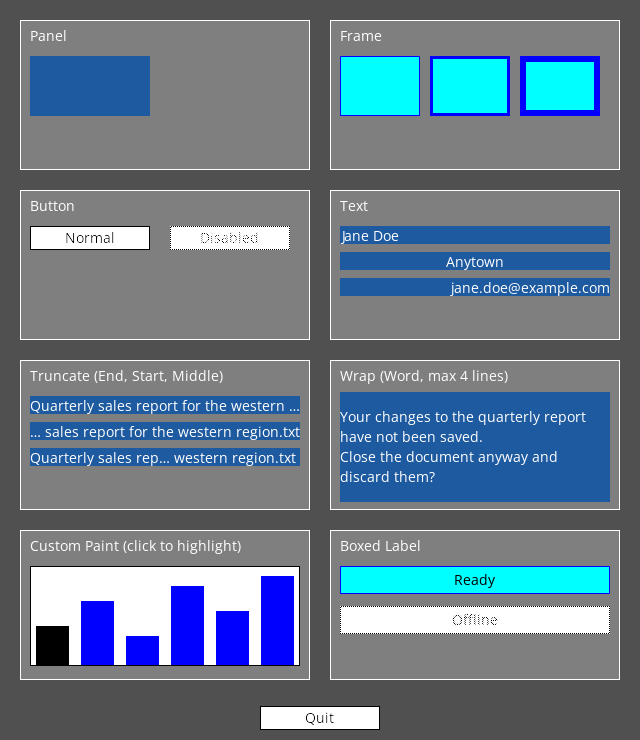 Panel
Frame
Button
Normal
Disabled
Text
Jane Doe
Anytown
jane.doe@example.com
Truncate (End, Start, Middle)
Quarterly sales report for the western ...
... sales report for the western region.txt
Quarterly sales rep... western region.txt
Wrap (Word, max 4 lines)
Your changes to the quarterly report
have not been saved.
Close the document anyway and
discard them?
Custom Paint (click to highlight)
Boxed Label
Ready
Offline
Quit